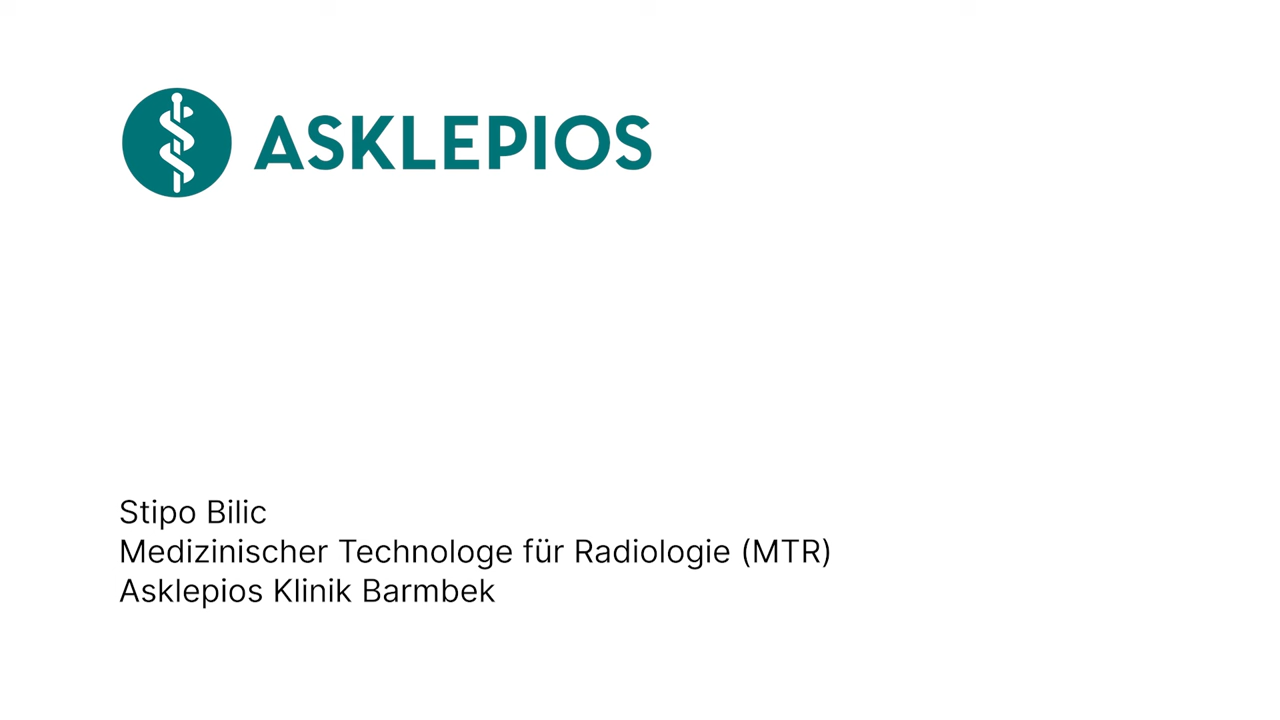 ASKLEPIOS
Stipo Bilic
Medizinischer Technologe für Radiologie (MTR)
Asklepios Klinik Barmbek